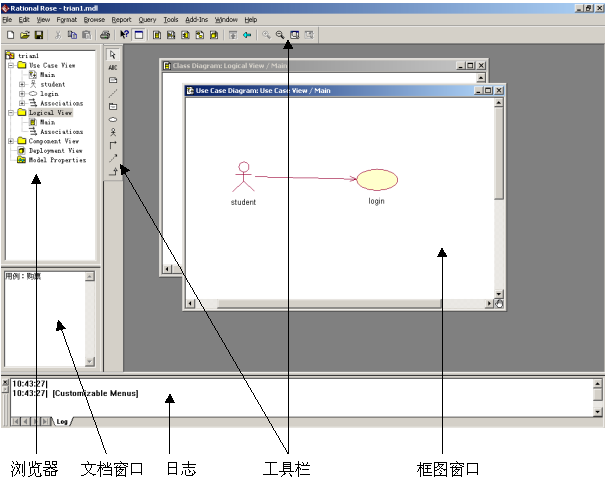 Rational Rose - trian1.mdl
File Edit View Format Browse Report Query Tools Add-Ins Window Help
trian1
Use Case View
Main
student
login
Associations
Logical View
Main
Associations
Component View
Deployment View
Model Properties
ABC
Class Diagram: Logical View / Main
Use Case Diagram: Use Case View / Main
student
login
用例：购票
10:43:27|
10:43:27| [Customizable Menus]
Log
浏览器 文档窗口 日志 工具栏 框图窗口